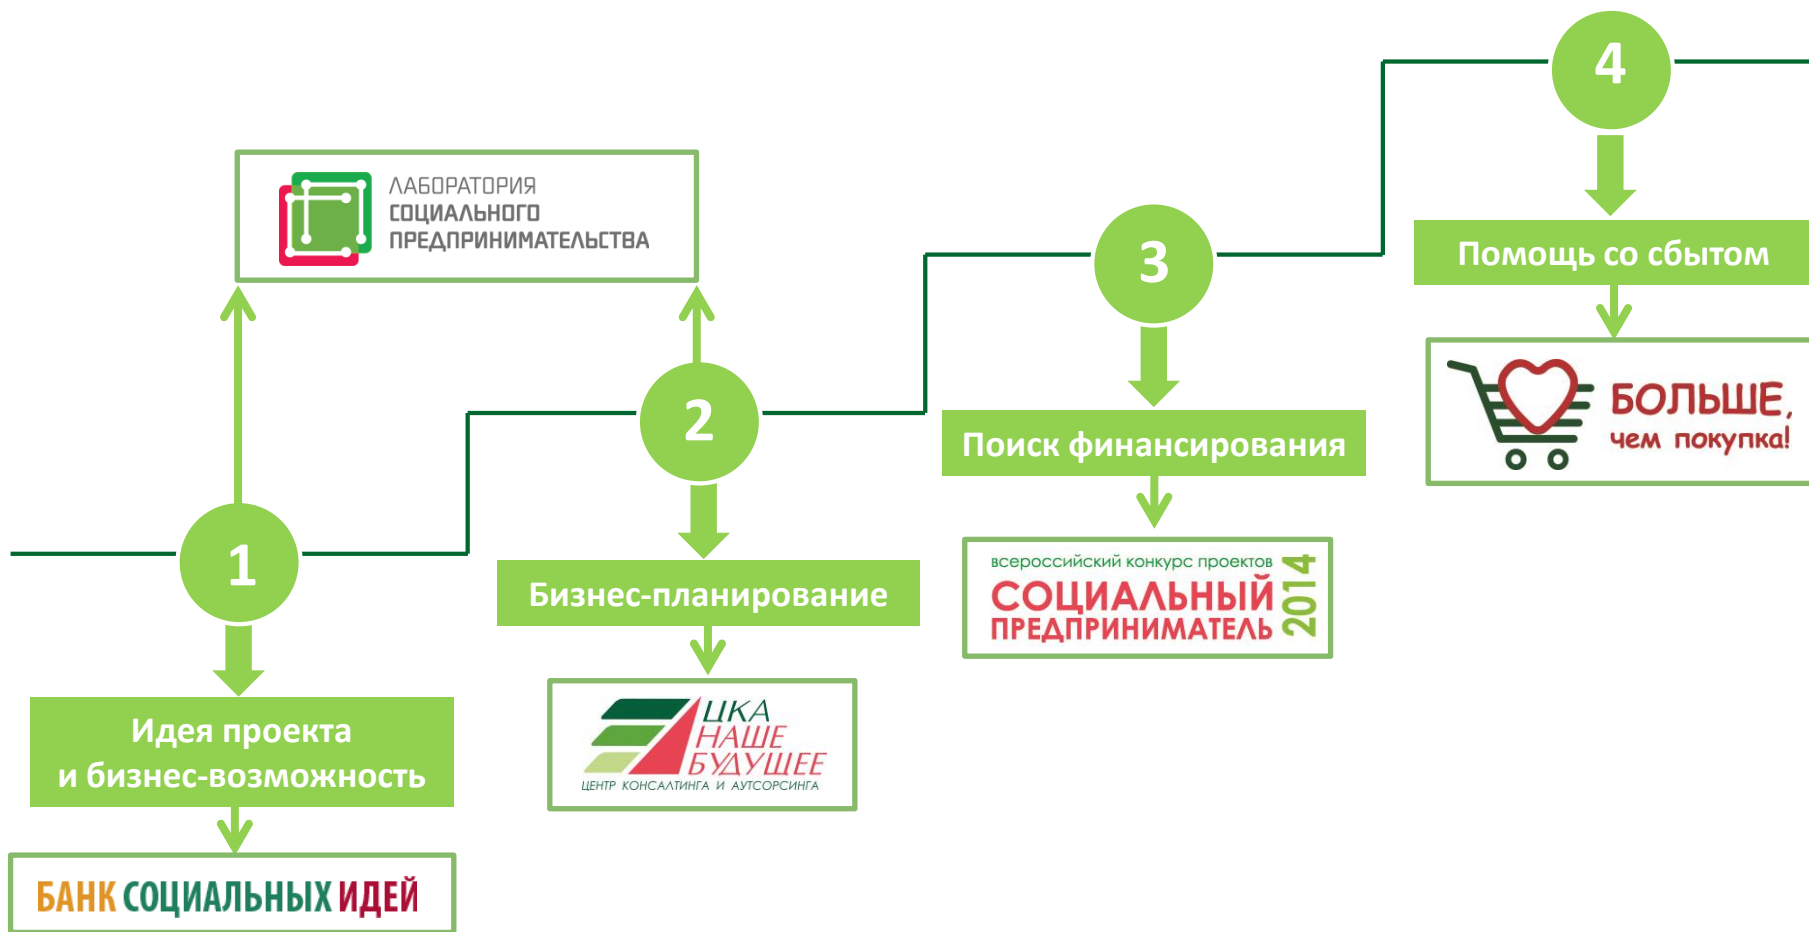 4
ЛАБОРАТОРИЯ
СОЦИАЛЬНОГО
ПРЕДПРИНИМАТЕЛЬСТВА
3
Помощь со сбытом
БОЛЬШЕ,
чем покупка!
2
Поиск финансирования
всероссийский конкурс проектов
СОЦИАЛЬНЫЙ
ПРЕДПРИНИМАТЕЛЬ
2014
1
Бизнес-планирование
ЦКА
НАШЕ
БУДУЩЕЕ
ЦЕНТР КОНСАЛТИНГА И АУТСОРСИНГА
Идея проекта
и бизнес-возможность
БАНК СОЦИАЛЬНЫХ ИДЕЙ